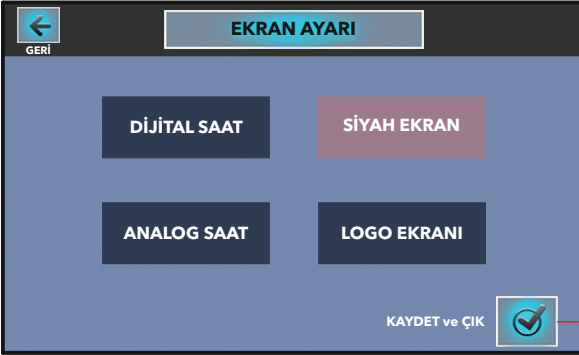 EKRAN AYARI
GERİ
DİJİTAL SAAT
SİYAH EKRAN
ANALOG SAAT
LOGO EKRANI
KAYDET ve ÇIK